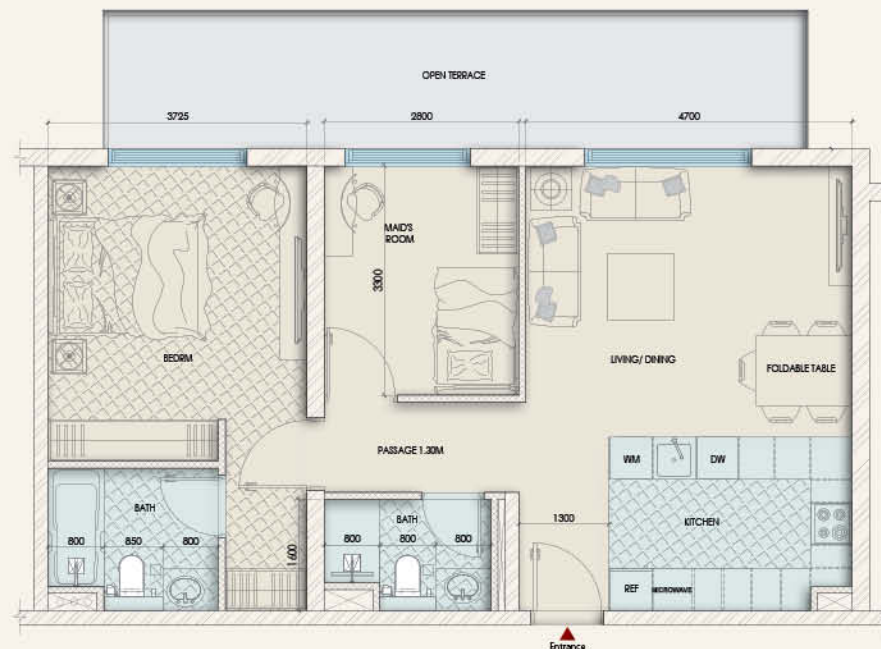 OPEN TERRACE
3725
2800
4700
MAID'S
ROOM
3300
BEDRM
LIVING/ DINING
FOLDABLE TABLE
PASSAGE 1.30M
WM
DW
BATH
BATH
800
850
800
1600
800
800
800
1300
KITCHEN
REF
MICROWAVE
Entrance